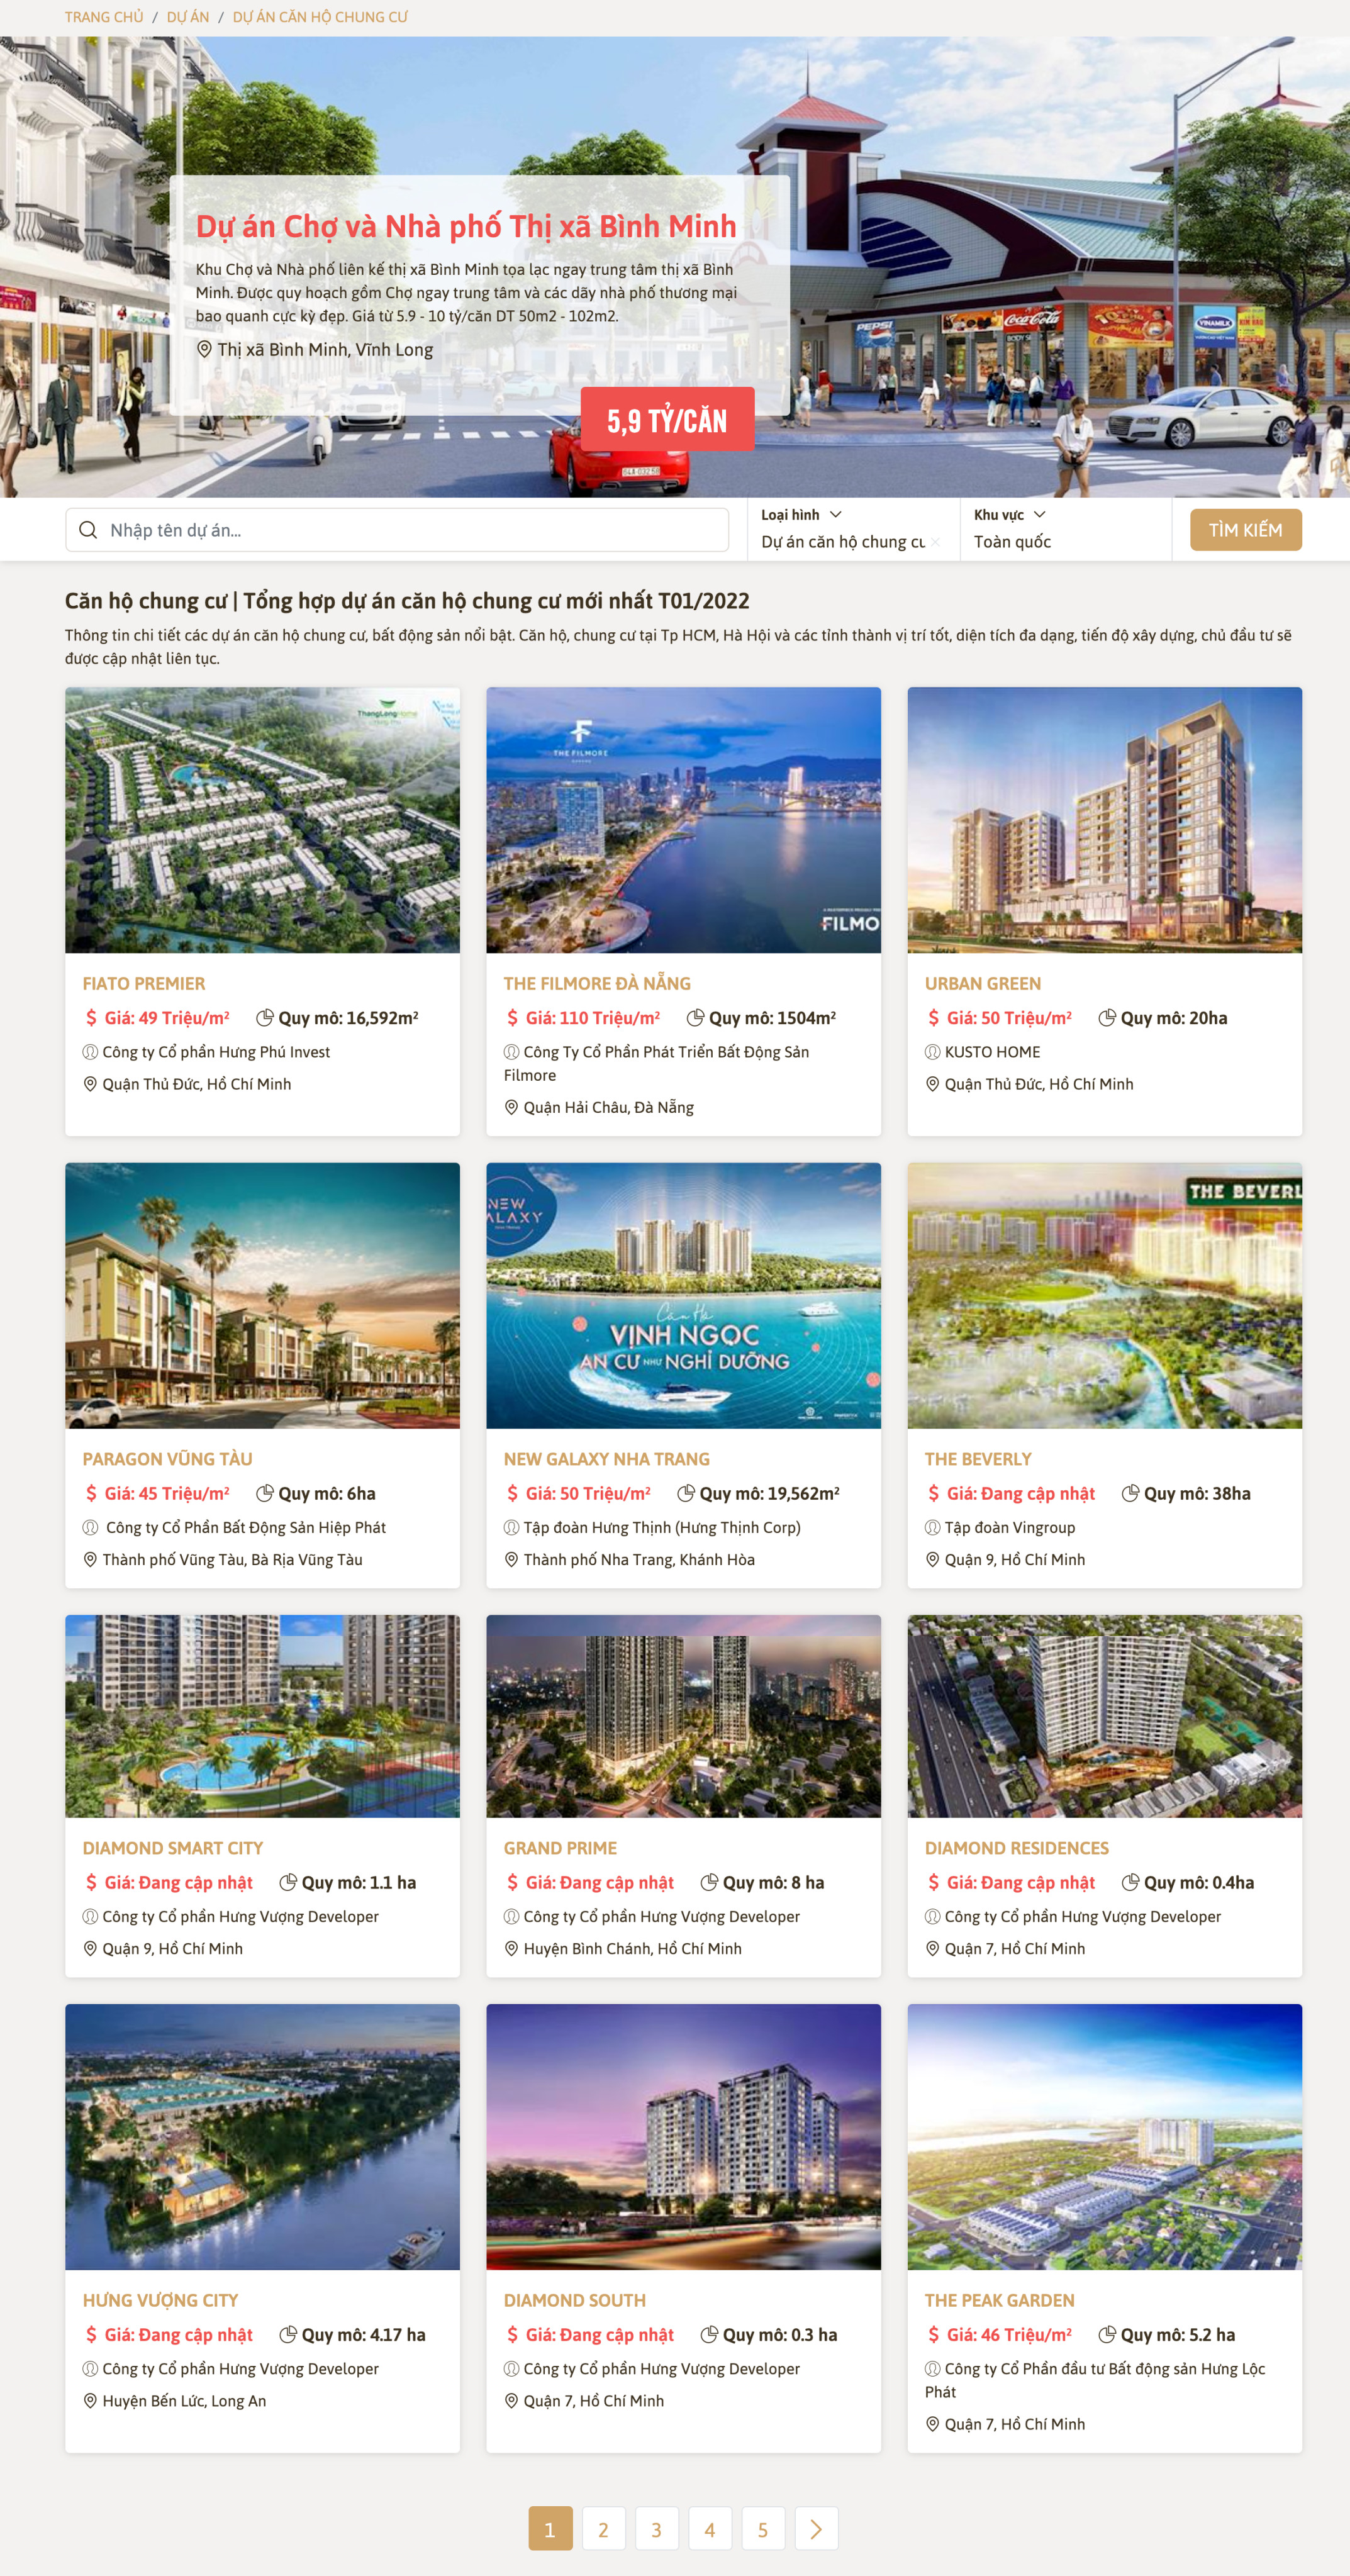 TRANG CHỦ / DỰ ÁN / DỰ ÁN CĂN HỘ CHUNG CƯ
Dự án Chợ và Nhà phố Thị xã Bình Minh
Khu Chợ và Nhà phố liên kế thị xã Bình Minh tọa lạc ngay trung tâm thị xã Bình
Minh. Được quy hoạch gồm Chợ ngay trung tâm và các dãy nhà phố thương mại
bao quanh cực kỳ đẹp. Giá từ 5.9 - 10 tỷ/căn DT 50m2 - 102m2.
Thị xã Bình Minh, Vĩnh Long
5,9 TỶ/CĂN
PEPSI
Coca-Cola
VINAMILK
Nhập tên dự án...
Loại hình
Dự án căn hộ chung cư
Khu vực
Toàn quốc
TÌM KIẾM
Căn hộ chung cư | Tổng hợp dự án căn hộ chung cư mới nhất T01/2022
Thông tin chi tiết các dự án căn hộ chung cư, bất động sản nổi bật. Căn hộ, chung cư tại Tp HCM, Hà Hội và các tỉnh thành vị trí tốt, diện tích đa dạng, tiến độ xây dựng, chủ đầu tư sẽ
được cập nhật liên tục.
ThangLongHome
THE FILMORE
FILMO
FIATO PREMIER
Giá: 49 Triệu/m² Quy mô: 16,592m²
Công ty Cổ phần Hưng Phú Invest
Quận Thủ Đức, Hồ Chí Minh
THE FILMORE ĐÀ NẴNG
Giá: 110 Triệu/m² Quy mô: 1504m²
Công Ty Cổ Phần Phát Triển Bất Động Sản
Filmore
Quận Hải Châu, Đà Nẵng
URBAN GREEN
Giá: 50 Triệu/m² Quy mô: 20ha
KUSTO HOME
Quận Thủ Đức, Hồ Chí Minh
NEW
ALAXY
Căn Hộ
VỊNH NGỌC
AN CƯ NHƯ NGHỈ DƯỠNG
THE BEVERL
PARAGON VŨNG TÀU
Giá: 45 Triệu/m² Quy mô: 6ha
Công ty Cổ Phần Bất Động Sản Hiệp Phát
Thành phố Vũng Tàu, Bà Rịa Vũng Tàu
NEW GALAXY NHA TRANG
Giá: 50 Triệu/m² Quy mô: 19,562m²
Tập đoàn Hưng Thịnh (Hưng Thịnh Corp)
Thành phố Nha Trang, Khánh Hòa
THE BEVERLY
Giá: Đang cập nhật Quy mô: 38ha
Tập đoàn Vingroup
Quận 9, Hồ Chí Minh
DIAMOND SMART CITY
Giá: Đang cập nhật Quy mô: 1.1 ha
Công ty Cổ phần Hưng Vượng Developer
Quận 9, Hồ Chí Minh
GRAND PRIME
Giá: Đang cập nhật Quy mô: 8 ha
Công ty Cổ phần Hưng Vượng Developer
Huyện Bình Chánh, Hồ Chí Minh
DIAMOND RESIDENCES
Giá: Đang cập nhật Quy mô: 0.4ha
Công ty Cổ phần Hưng Vượng Developer
Quận 7, Hồ Chí Minh
HƯNG VƯỢNG CITY
Giá: Đang cập nhật Quy mô: 4.17 ha
Công ty Cổ phần Hưng Vượng Developer
Huyện Bến Lức, Long An
DIAMOND SOUTH
Giá: Đang cập nhật Quy mô: 0.3 ha
Công ty Cổ phần Hưng Vượng Developer
Quận 7, Hồ Chí Minh
THE PEAK GARDEN
Giá: 46 Triệu/m² Quy mô: 5.2 ha
Công ty Cổ Phần đầu tư Bất động sản Hưng Lộc
Phát
Quận 7, Hồ Chí Minh
1 2 3 4 5